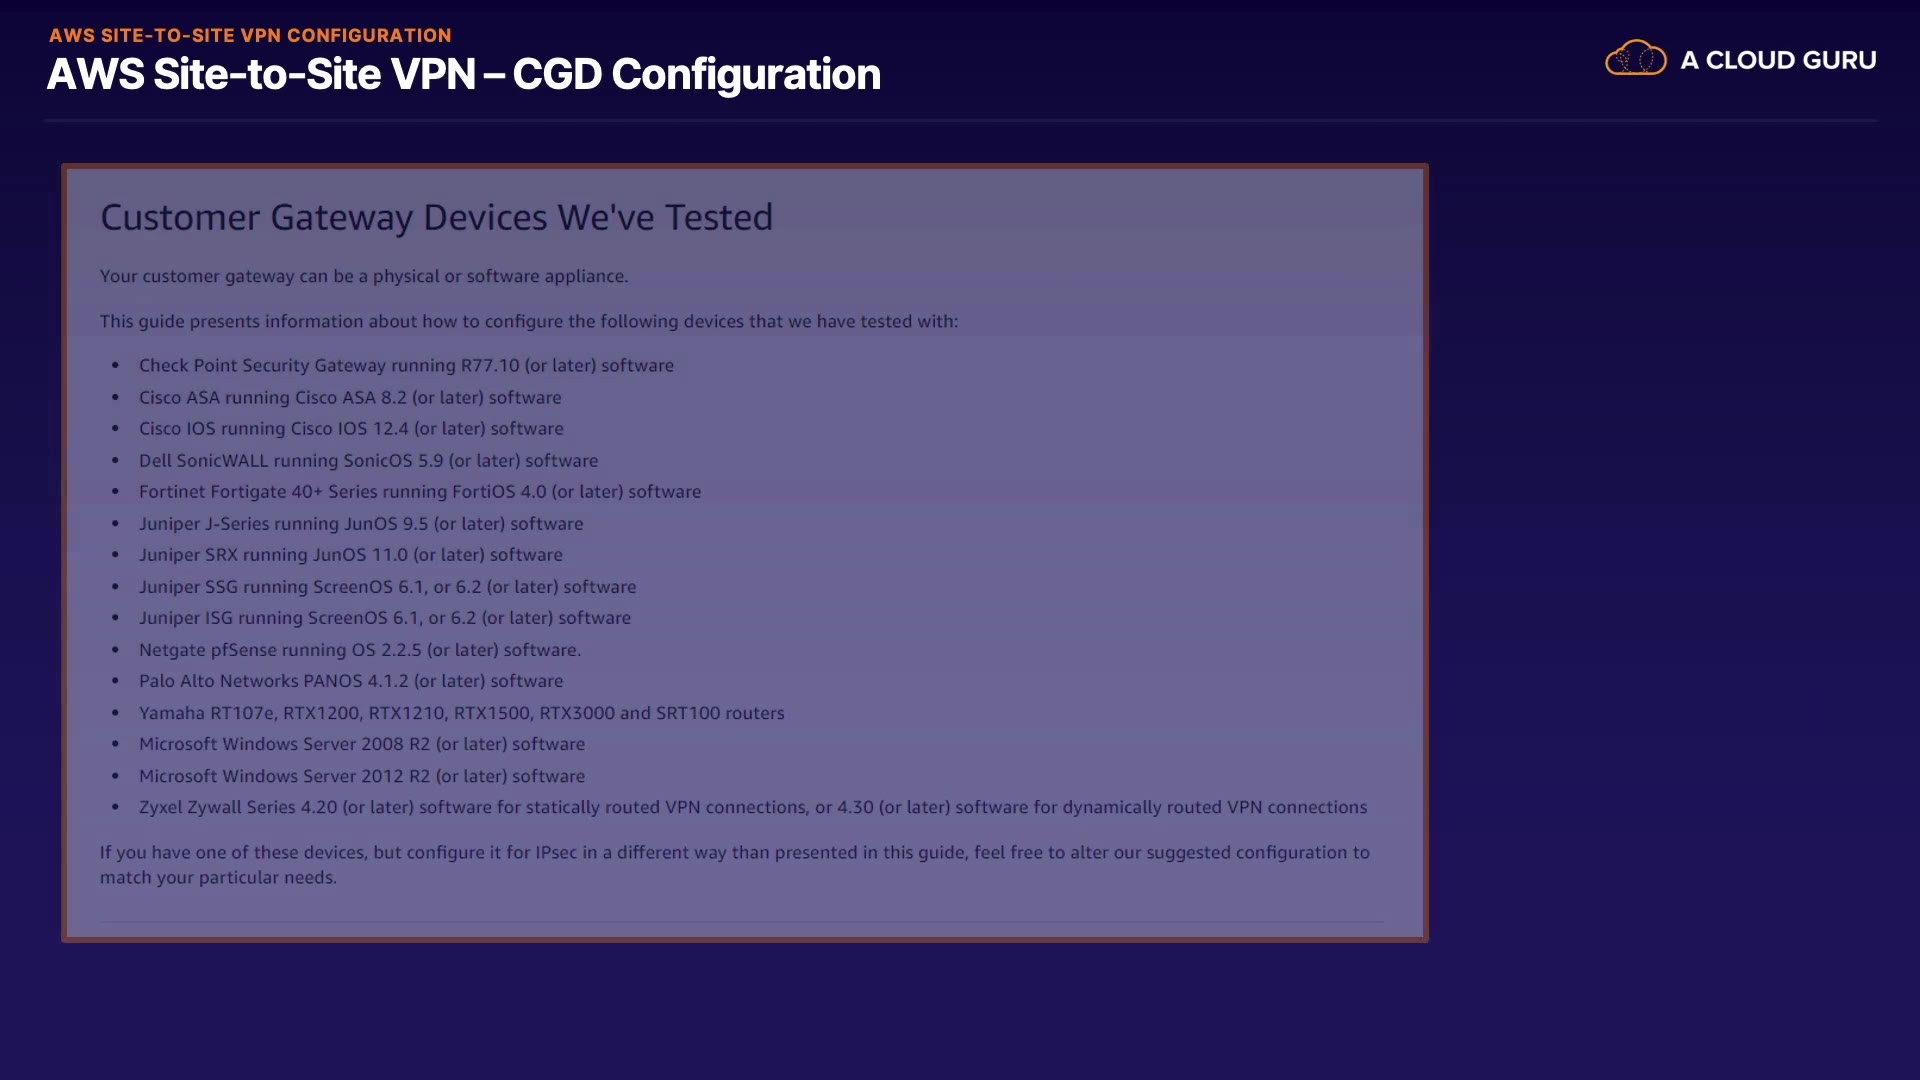 AWS SITE-TO-SITE VPN CONFIGURATION
AWS Site-to-Site VPN – CGD Configuration
A CLOUD GURU
Customer Gateway Devices We've Tested
Your customer gateway can be a physical or software appliance.
This guide presents information about how to configure the following devices that we have tested with:
• Check Point Security Gateway running R77.10 (or later) software
• Cisco ASA running Cisco ASA 8.2 (or later) software
• Cisco IOS running Cisco IOS 12.4 (or later) software
• Dell SonicWALL running SonicOS 5.9 (or later) software
• Fortinet Fortigate 40+ Series running FortiOS 4.0 (or later) software
• Juniper J-Series running JunOS 9.5 (or later) software
• Juniper SRX running JunOS 11.0 (or later) software
• Juniper SSG running ScreenOS 6.1, or 6.2 (or later) software
• Juniper ISG running ScreenOS 6.1, or 6.2 (or later) software
• Netgate pfSense running OS 2.2.5 (or later) software.
• Palo Alto Networks PANOS 4.1.2 (or later) software
• Yamaha RT107e, RTX1200, RTX1210, RTX1500, RTX3000 and SRT100 routers
• Microsoft Windows Server 2008 R2 (or later) software
• Microsoft Windows Server 2012 R2 (or later) software
• Zyxel Zywall Series 4.20 (or later) software for statically routed VPN connections, or 4.30 (or later) software for dynamically routed VPN connections
If you have one of these devices, but configure it for IPsec in a different way than presented in this guide, feel free to alter our suggested configuration to
match your particular needs.